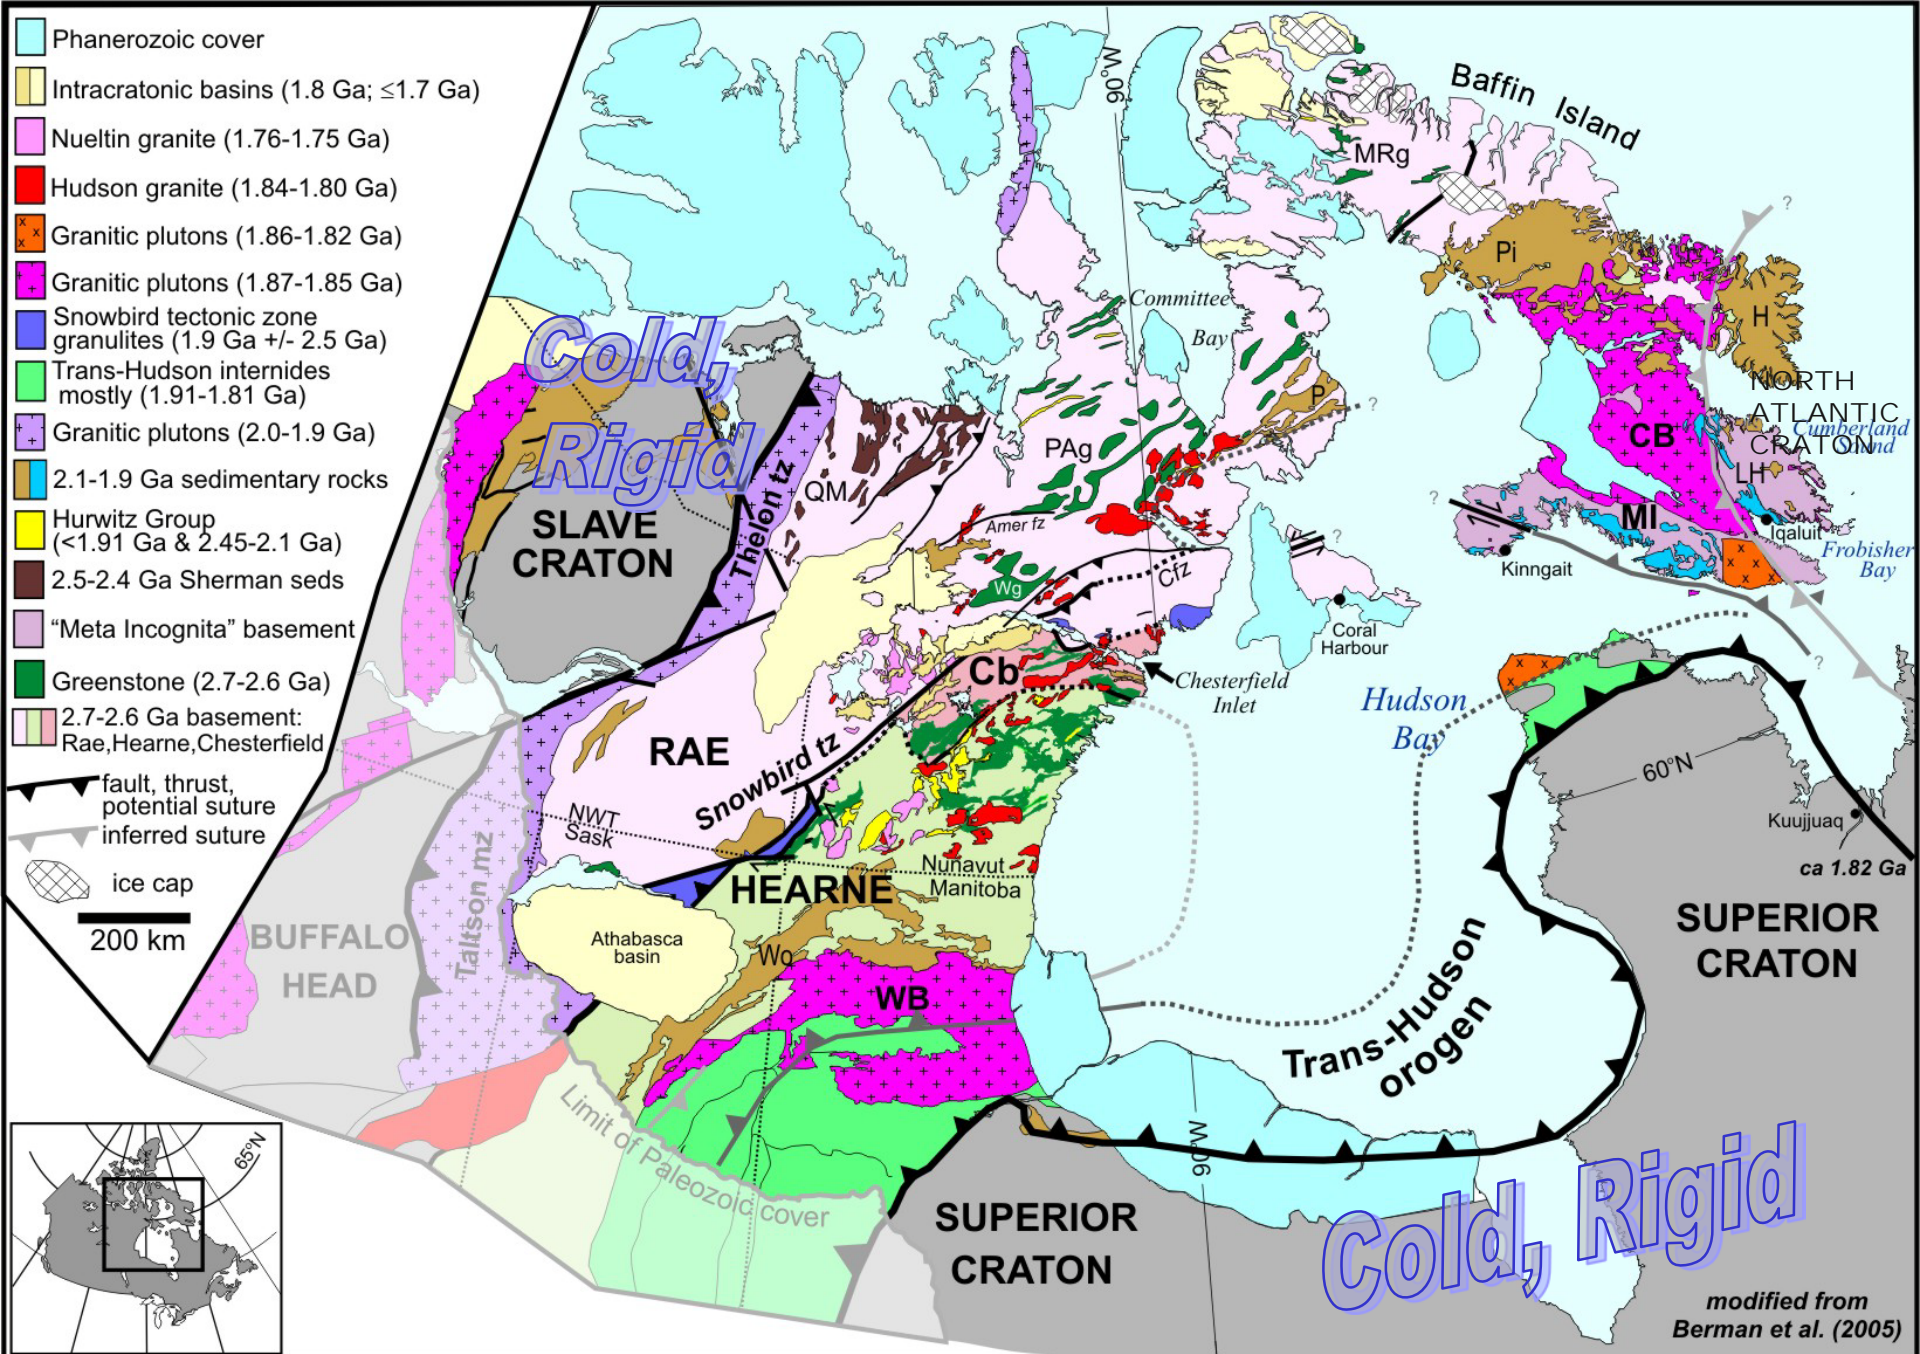 Phanerozoic cover
Intracratonic basins (1.8 Ga; ≤1.7 Ga)
Nueltin granite (1.76-1.75 Ga)
Hudson granite (1.84-1.80 Ga)
Granitic plutons (1.86-1.82 Ga)
Granitic plutons (1.87-1.85 Ga)
Snowbird tectonic zone
granulites (1.9 Ga +/- 2.5 Ga)
Trans-Hudson internides
mostly (1.91-1.81 Ga)
Granitic plutons (2.0-1.9 Ga)
2.1-1.9 Ga sedimentary rocks
Hurwitz Group
(<1.91 Ga & 2.45-2.1 Ga)
2.5-2.4 Ga Sherman seds
“Meta Incognita” basement
Greenstone (2.7-2.6 Ga)
2.7-2.6 Ga basement:
Rae,Hearne,Chesterfield
fault, thrust,
potential suture
inferred suture
ice cap
200 km
65°N
90°W
Baffin Island
MRg
Pi
H
Committee
Bay
P
?
?
Cold,
Rigid
SLAVE
CRATON
Thelon tz
QM
PAg
Amer fz
Wg
Cfz
NORTH
ATLANTIC
CRATON
Cumberland
Sound
CB
LH
MI
Iqaluit
Frobisher
Bay
Kinngait
?
?
?
Coral
Harbour
Cb
Chesterfield
Inlet
Hudson
Bay
RAE
Snowbird tz
NWT
Sask
60°N
Kuujjuaq
ca 1.82 Ga
Nunavut
Manitoba
HEARNE
Taltson mz
BUFFALO
HEAD
Athabasca
basin
Wo
WB
SUPERIOR
CRATON
Trans-Hudson
orogen
Limit of Paleozoic cover
90°W
SUPERIOR
CRATON
Cold, Rigid
modified from
Berman et al. (2005)